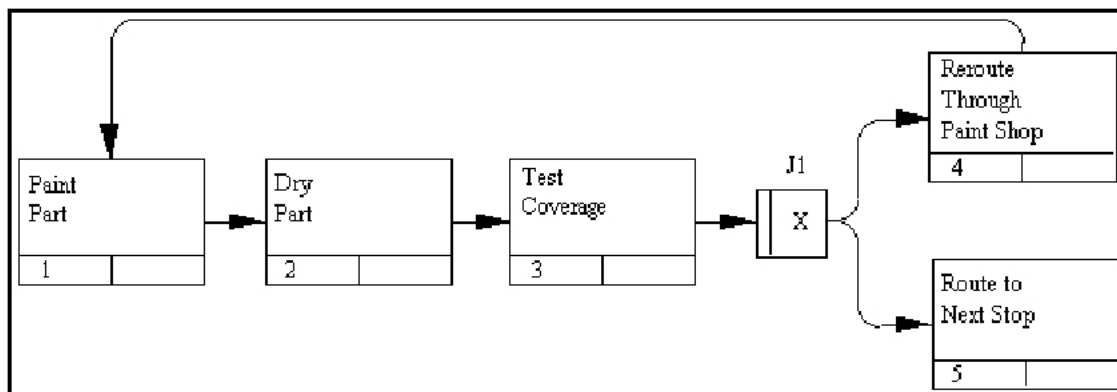 Paint
Part
1
Dry
Part
2
Test
Coverage
3
J1
X
Reroute
Through
Paint Shop
4
Route to
Next Stop
5